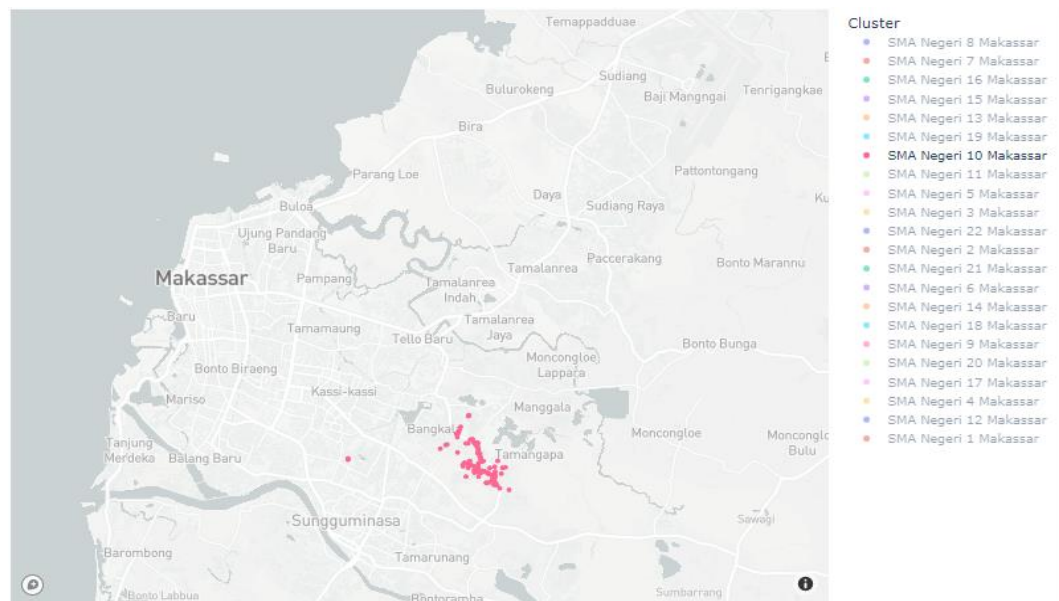 Temappadduae
Sudiang
Bulurokeng
Baji Mangngai
Tenrigangkae
Bira
Parang Loe
Pattontongang
Daya
Buloa
Sudiang Raya
Ujung Pandang
Baru
Makassar
Pampang
Tamalanrea
Indah
Tamalanrea
Paccerakang
Bonto Marannu
Baru
Tamamaung
Tello Baru
Tamalanrea
Jaya
Moncongloe
Lappara
Bonto Bunga
Bonto Biraeng
Mariso
Kassi-kassi
Manggala
Tanjung
Merdeka
Balang Baru
Tamangapa
Moncongloe
Bulu
Sungguminasa
Sawagi
Barombong
Tamarunang
Sumbarrang
Bonto Labbua
Bontoramba
Cluster
SMA Negeri 8 Makassar
SMA Negeri 7 Makassar
SMA Negeri 16 Makassar
SMA Negeri 15 Makassar
SMA Negeri 13 Makassar
SMA Negeri 19 Makassar
SMA Negeri 10 Makassar
SMA Negeri 11 Makassar
SMA Negeri 5 Makassar
SMA Negeri 3 Makassar
SMA Negeri 22 Makassar
SMA Negeri 2 Makassar
SMA Negeri 21 Makassar
SMA Negeri 6 Makassar
SMA Negeri 14 Makassar
SMA Negeri 18 Makassar
SMA Negeri 9 Makassar
SMA Negeri 20 Makassar
SMA Negeri 17 Makassar
SMA Negeri 4 Makassar
SMA Negeri 12 Makassar
SMA Negeri 1 Makassar